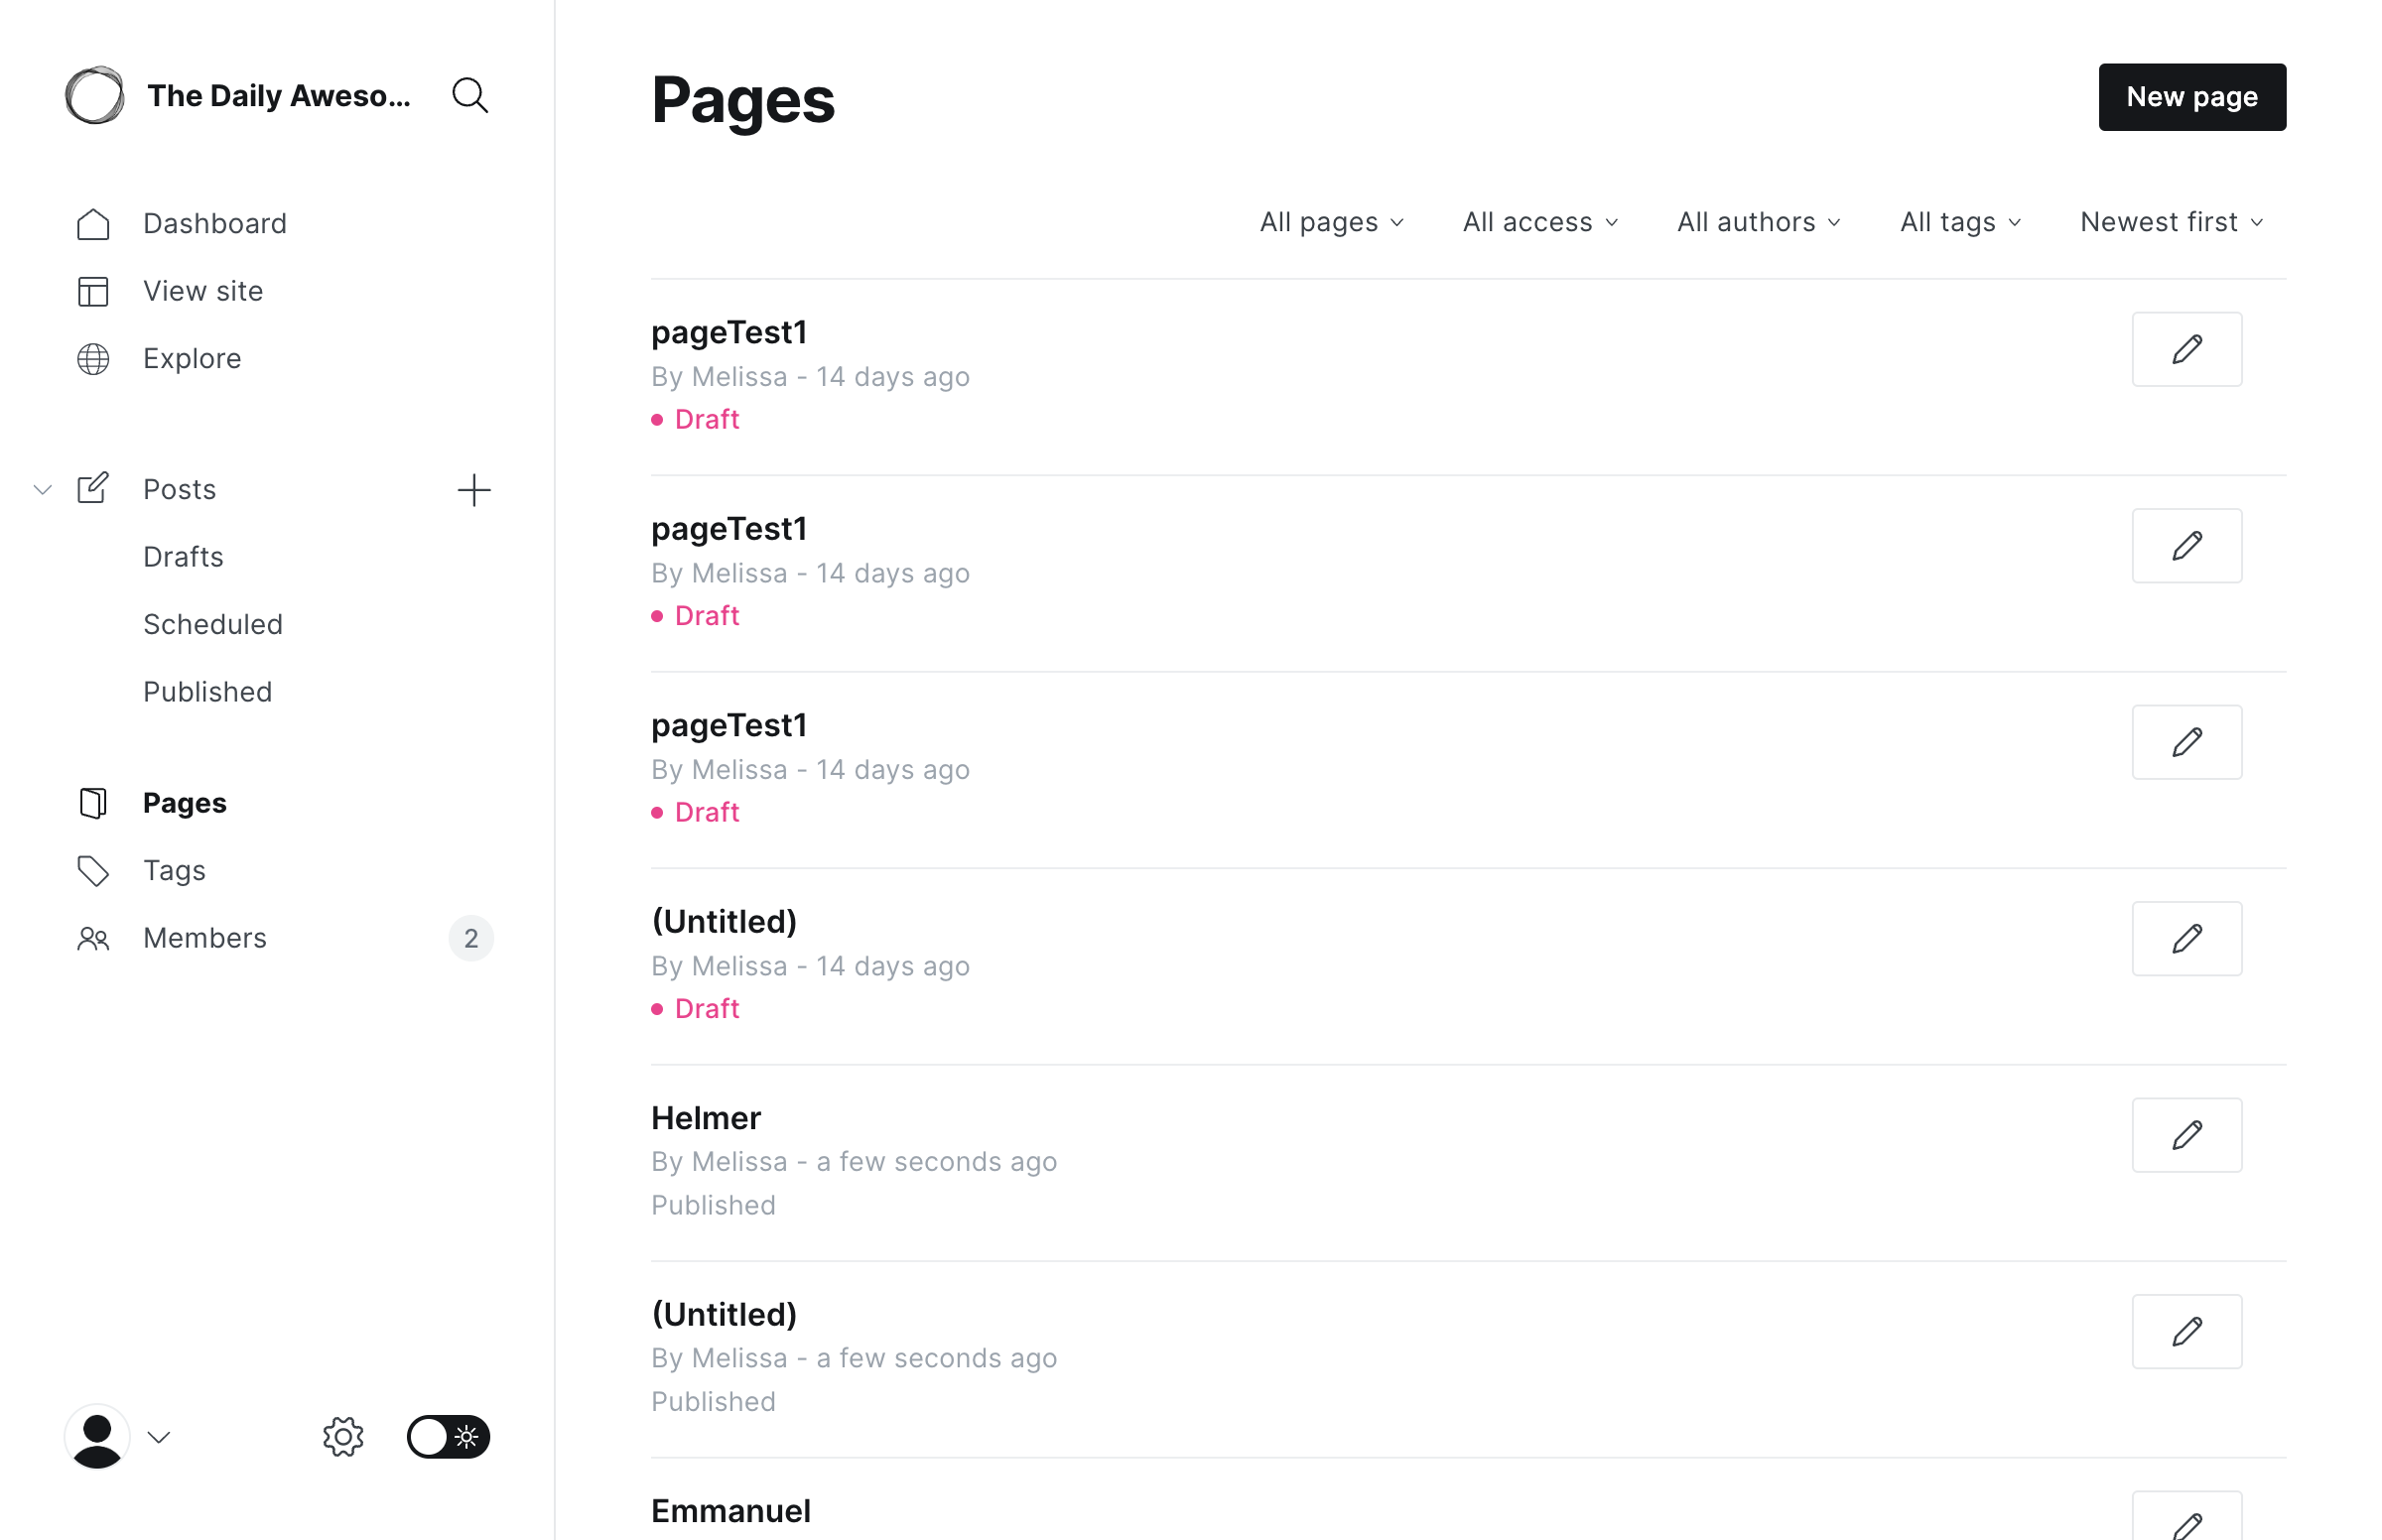 The Daily Aweso...
Dashboard
View site
Explore
Posts
Drafts
Scheduled
Published
Pages
Tags
Members 2
Pages
New page
All pages All access All authors All tags Newest first
pageTest1
By Melissa - 14 days ago
Draft
pageTest1
By Melissa - 14 days ago
Draft
pageTest1
By Melissa - 14 days ago
Draft
(Untitled)
By Melissa - 14 days ago
Draft
Helmer
By Melissa - a few seconds ago
Published
(Untitled)
By Melissa - a few seconds ago
Published
Emmanuel